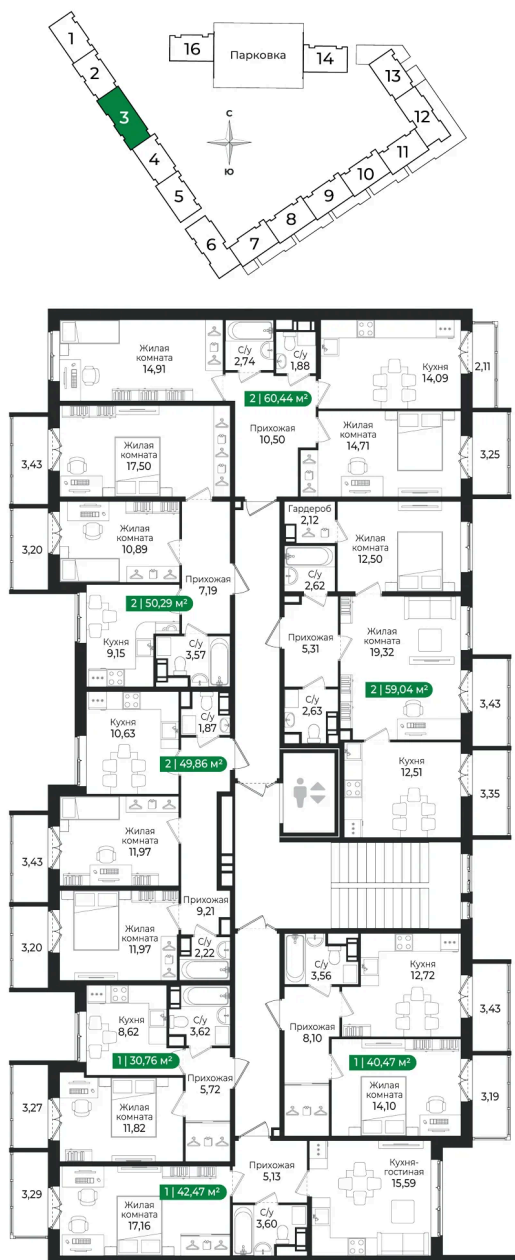 1
16
Парковка
14
2
13
3
С
12
4
11
10
Ю
5
9
8
6
7
Жилая
комната
14,91
С/у
2,74
С/у
1,88
Кухня
14,09
2,11
2 | 60,44 м²
Прихожая
10,50
3,43
Жилая
комната
17,50
Жилая
комната
14,71
3,25
Гардероб
2,12
3,20
Жилая
комната
10,89
Жилая
комната
12,50
С/у
2,62
Прихожая
7,19
2 | 50,29 м²
Кухня
9,15
С/у
3,57
Прихожая
5,31
Жилая
комната
19,32
2 | 59,04 м²
3,43
С/у
1,87
С/у
2,63
Кухня
10,63
2 | 49,86 м²
Кухня
12,51
3,35
3,43
Жилая
комната
11,97
Прихожая
9,21
3,20
Жилая
комната
11,97
С/у
2,22
С/у
3,56
Кухня
12,72
3,43
Кухня
8,62
С/у
3,62
Прихожая
8,10
1 | 30,76 м²
1 | 40,47 м²
Прихожая
5,72
3,27
Жилая
комната
11,82
Жилая
комната
14,10
3,19
Прихожая
5,13
Кухня-
гостиная
15,59
1 | 42,47 м²
3,29
Жилая
комната
17,16
С/у
3,60